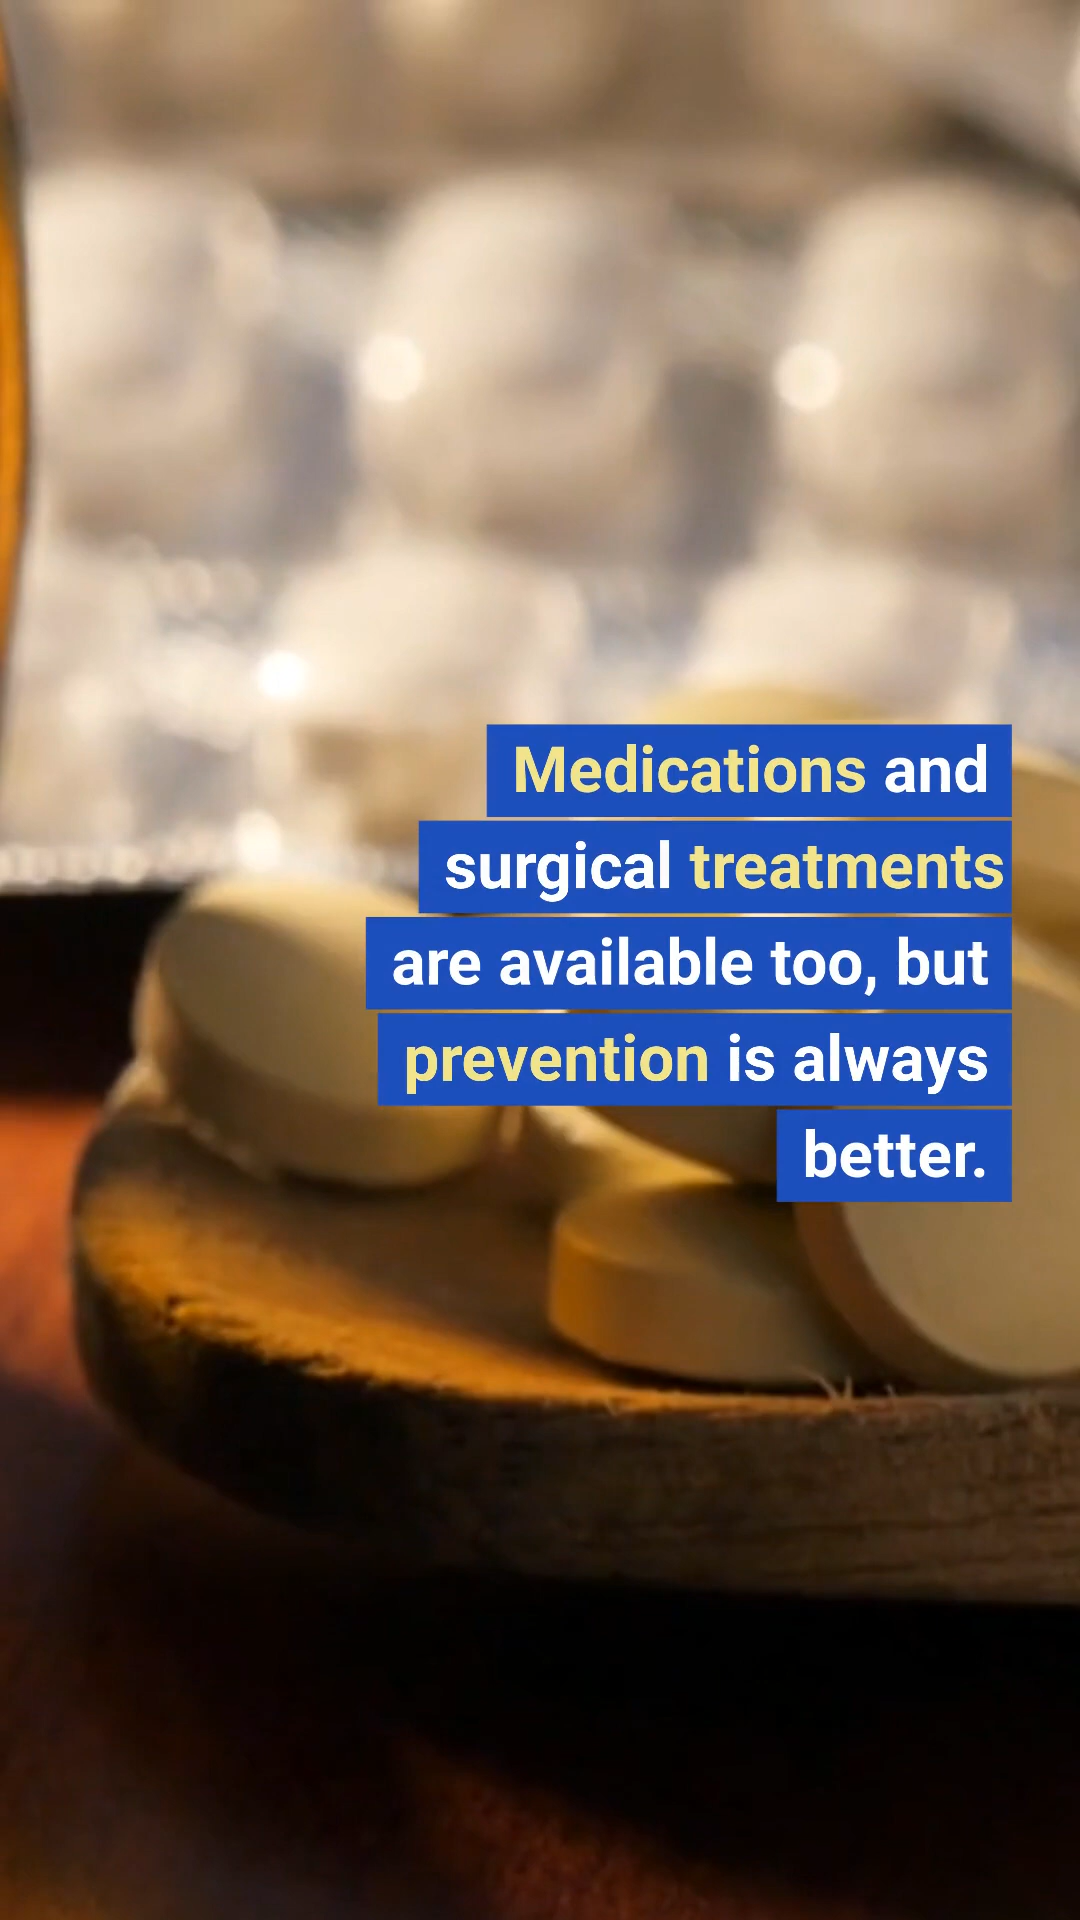 Medications and
surgical treatments
are available too, but
prevention is always
better.